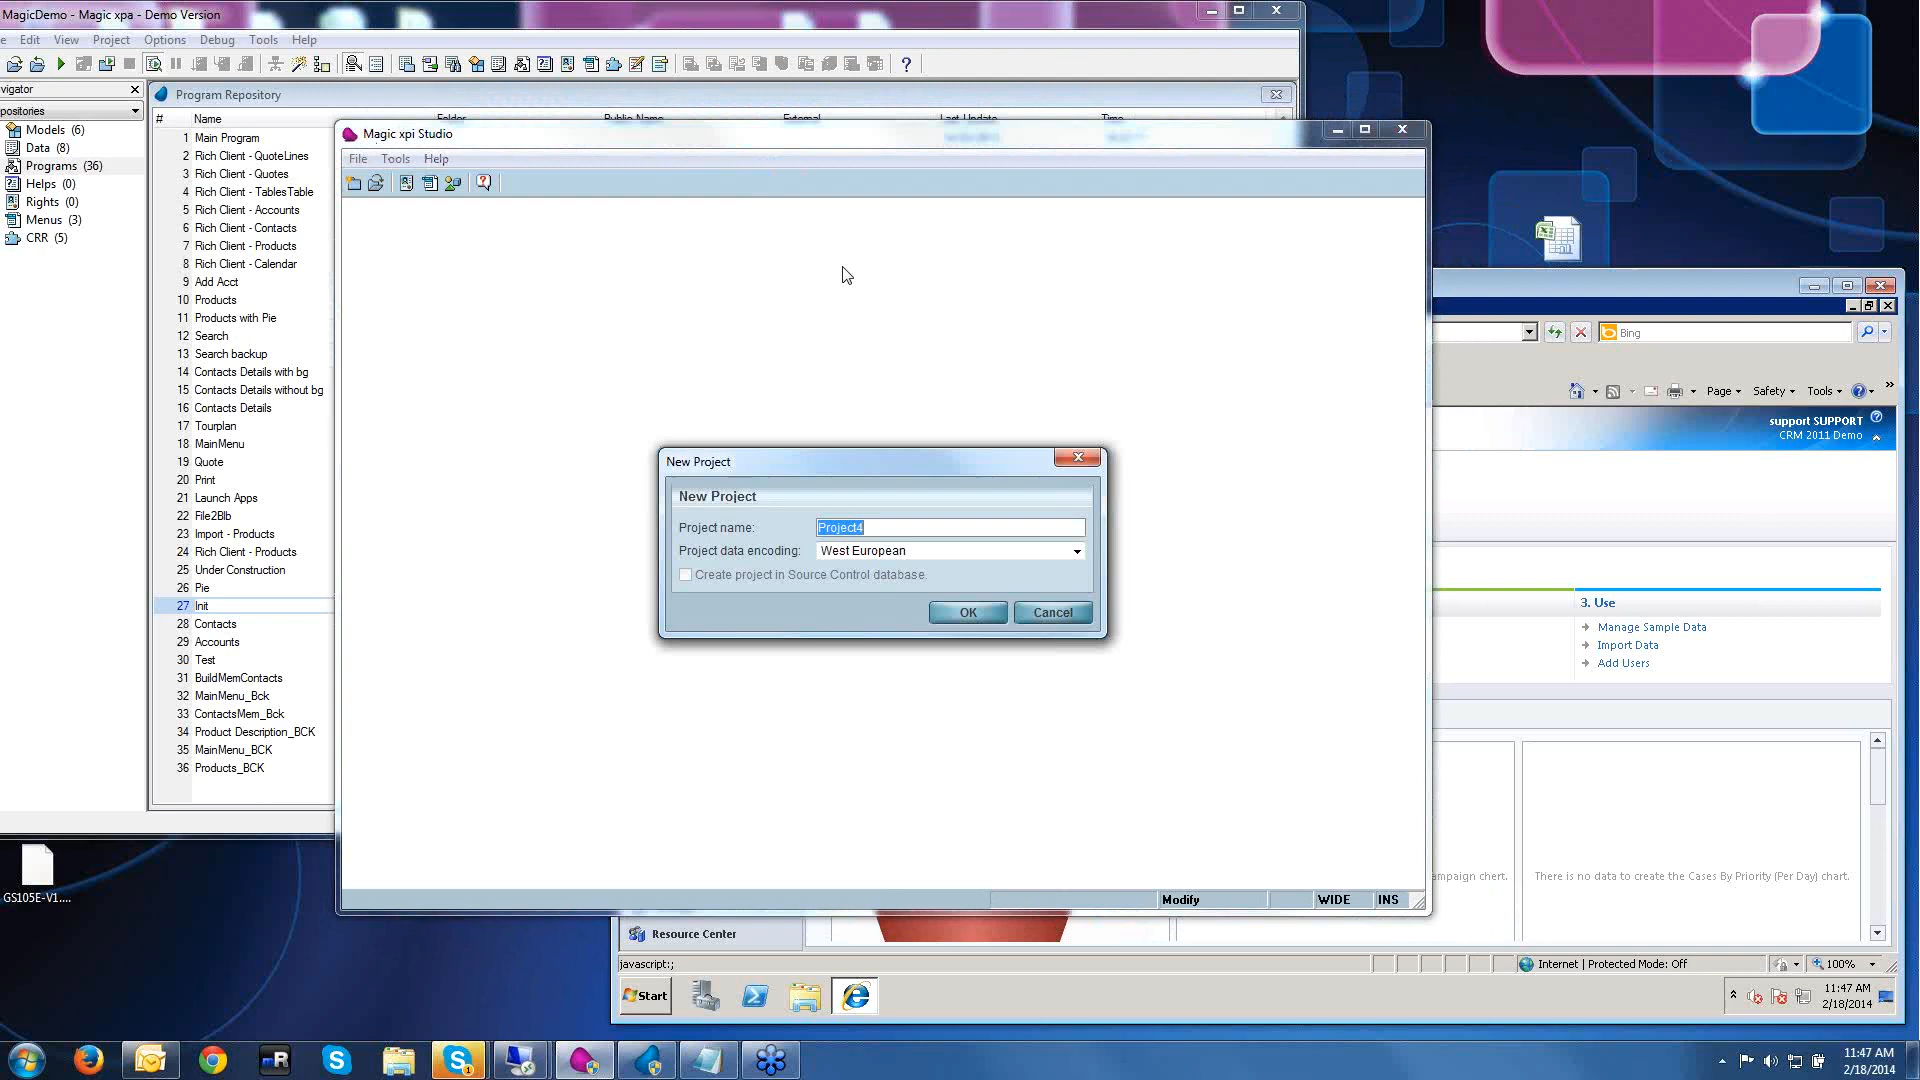 MagicDemo - Magic xpa - Demo Version
e Edit View Project Options Debug Tools Help
vigator
Program Repository
positories
# Name Folder Public Name External Last Update Time
Models (6)
Data (8)
Programs (36)
Helps (0)
Rights (0)
Menus (3)
CRR (5)
1 Main Program
2 Rich Client - QuoteLines
3 Rich Client - Quotes
4 Rich Client - TablesTable
5 Rich Client - Accounts
6 Rich Client - Contacts
7 Rich Client - Products
8 Rich Client - Calendar
9 Add Acct
10 Products
11 Products with Pie
12 Search
13 Search backup
14 Contacts Details with bg
15 Contacts Details without bg
16 Contacts Details
17 Tourplan
18 MainMenu
19 Quote
20 Print
21 Launch Apps
22 File2Blb
23 Import - Products
24 Rich Client - Products
25 Under Construction
26 Pie
27 Init
28 Contacts
29 Accounts
30 Test
31 BuildMemContacts
32 MainMenu_Bck
33 ContactsMem_Bck
34 Product Description_BCK
35 MainMenu_BCK
36 Products_BCK
Magic xpi Studio
File Tools Help
New Project
New Project
Project name: Project4
Project data encoding: West European
Create project in Source Control database.
OK Cancel
Modify WIDE INS
Bing
Page Safety Tools
support SUPPORT
CRM 2011 Demo
3. Use
Manage Sample Data
Import Data
Add Users
ampaign chert.
There is no data to create the Cases By Priority (Per Day) chart.
Resource Center
javascript:;
Internet | Protected Mode: Off
100%
Start
11:47 AM
2/18/2014
GS105E-V1....
11:47 AM
2/18/2014